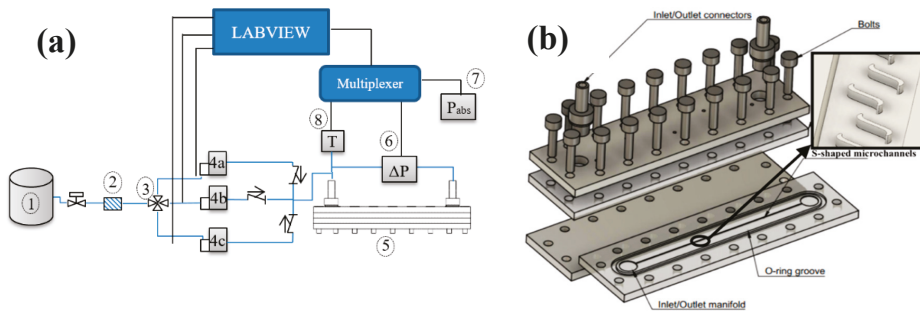 (a)
LABVIEW
Multiplexer
7
Pabs
8
T
6
ΔP
1
2
3
4a
4b
4c
5
(b)
Inlet/Outlet connectors
Bolts
S-shaped microchannels
O-ring groove
Inlet/Outlet manifold